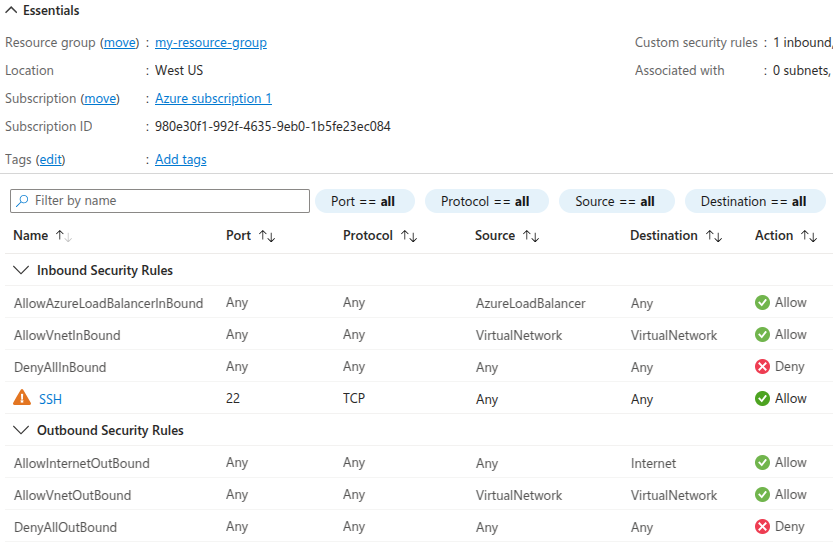 Essentials
Resource group (move) : my-resource-group
Custom security rules : 1 inbound,
Location : West US
Associated with : 0 subnets,
Subscription (move) : Azure subscription 1
Subscription ID : 980e30f1-992f-4635-9eb0-1b5fe23ec084
Tags (edit) : Add tags
Filter by name Port == all Protocol == all Source == all Destination == all
Name Port Protocol Source Destination Action
Inbound Security Rules
AllowAzureLoadBalancerInBound Any Any AzureLoadBalancer Any Allow
AllowVnetInBound Any Any VirtualNetwork VirtualNetwork Allow
DenyAllInBound Any Any Any Any Deny
SSH 22 TCP Any Any Allow
Outbound Security Rules
AllowInternetOutBound Any Any Any Internet Allow
AllowVnetOutBound Any Any VirtualNetwork VirtualNetwork Allow
DenyAllOutBound Any Any Any Any Deny